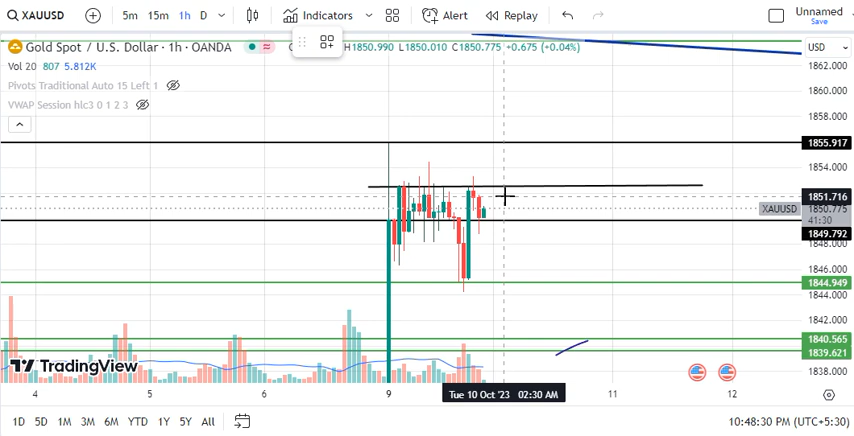 XAUUSD 5m 15m 1h D Indicators Alert Replay Unnamed
Save
Gold Spot / U.S. Dollar · 1h · OANDA H1850.990 L1850.010 C1850.775 +0.675 (+0.04%) USD
Vol 20 807 5.812K
1862.000
Pivots Traditional Auto 15 Left 1
1860.000
VWAP Session hlc3 0 1 2 3
1858.000
1855.917
1854.000
1851.716
XAUUSD 1850.775
41:30
1849.792
1848.000
1846.000
1844.949
1844.000
1842.000
1840.565
1839.621
TradingView
1838.000
4 5 6 9 Tue 10 Oct '23 02:30 AM 11 12
1D 5D 1M 3M 6M YTD 1Y 5Y All 10:48:30 PM (UTC+5:30)